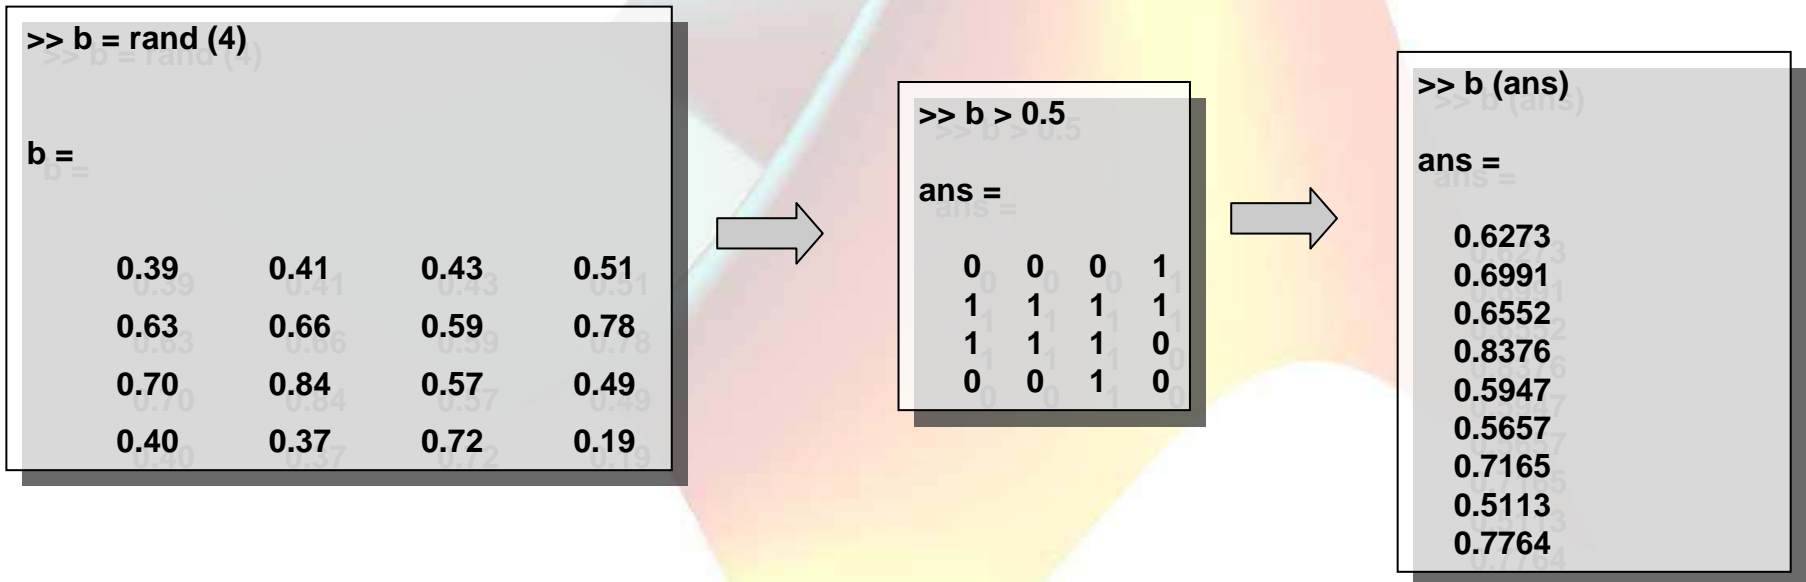 >> b = rand (4)
b =
0.39 0.41 0.43 0.51
0.63 0.66 0.59 0.78
0.70 0.84 0.57 0.49
0.40 0.37 0.72 0.19
>> b > 0.5
ans =
0 0 0 1
1 1 1 1
1 1 1 0
0 0 1 0
>> b (ans)
ans =
0.6273
0.6991
0.6552
0.8376
0.5947
0.5657
0.7165
0.5113
0.7764